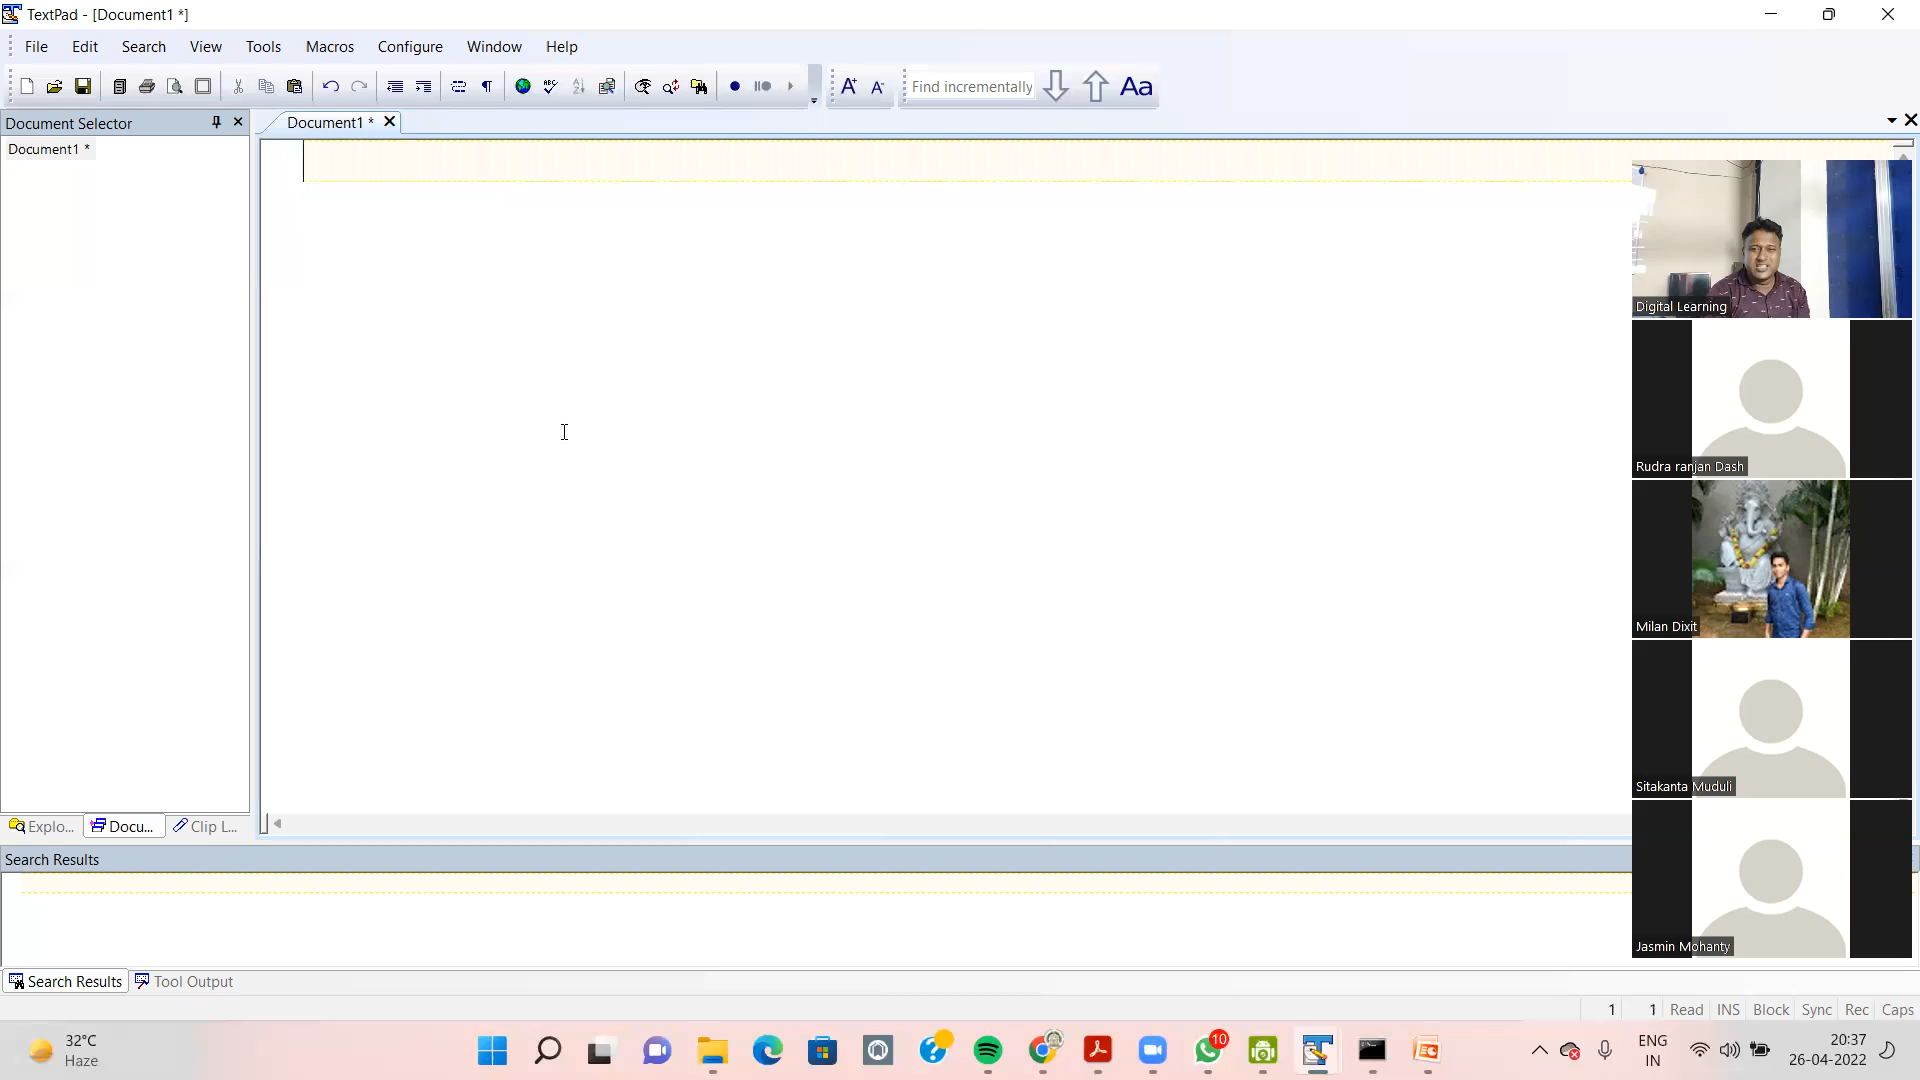 TextPad - [Document1 *]
File Edit Search View Tools Macros Configure Window Help
Find incrementally Aa
Document Selector
Document1 *
Document1 *
Digital Learning
Rudra ranjan Dash
Milan Dixit
Sitakanta Muduli
Jasmin Mohanty
Explo... Docu... Clip L...
Search Results
Search Results Tool Output
1 1 Read INS Block Sync Rec Caps
32°C
Haze
10
ENG
IN
20:37
26-04-2022